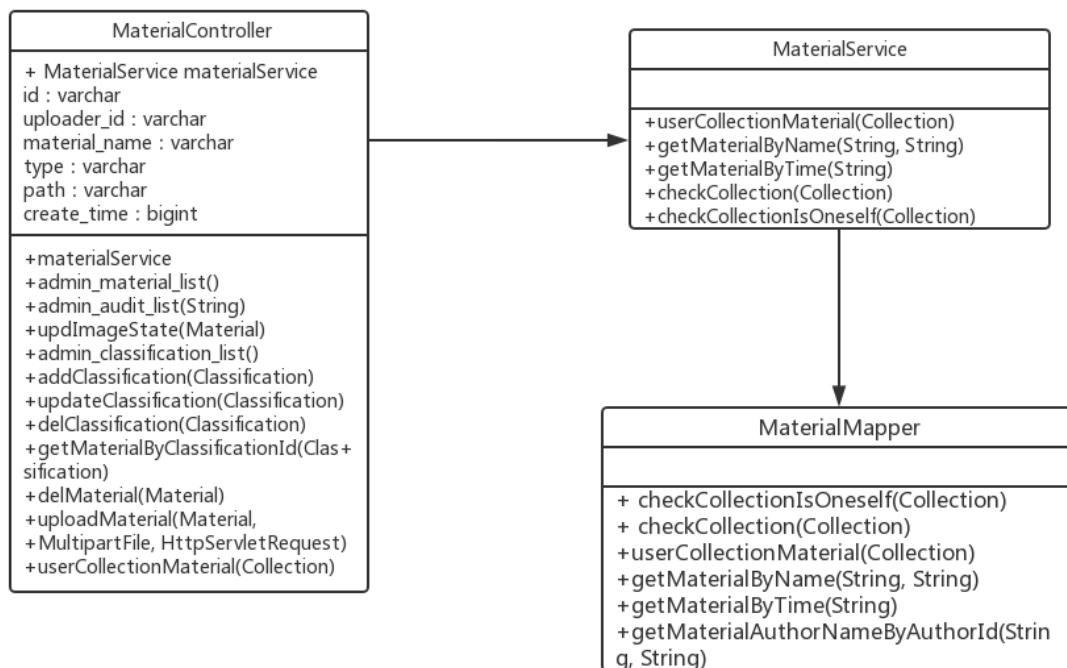 MaterialController
+ MaterialService materialService
id : varchar
uploader_id : varchar
material_name : varchar
type : varchar
path : varchar
create_time : bigint
+materialService
+admin_material_list()
+admin_audit_list(String)
+updImageState(Material)
+admin_classification_list()
+addClassification(Classification)
+updateClassification(Classification)
+delClassification(Classification)
+getMaterialByClassificationId(Clas+
sification)
+delMaterial(Material)
+uploadMaterial(Material,
+MultipartFile, HttpServletRequest)
+userCollectionMaterial(Collection)
MaterialService
+userCollectionMaterial(Collection)
+getMaterialByName(String, String)
+getMaterialByTime(String)
+checkCollection(Collection)
+checkCollectionIsOneself(Collection)
MaterialMapper
+ checkCollectionIsOneself(Collection)
+ checkCollection(Collection)
+userCollectionMaterial(Collection)
+getMaterialByName(String, String)
+getMaterialByTime(String)
+getMaterialAuthorNameByAuthorId(Strin
g, String)